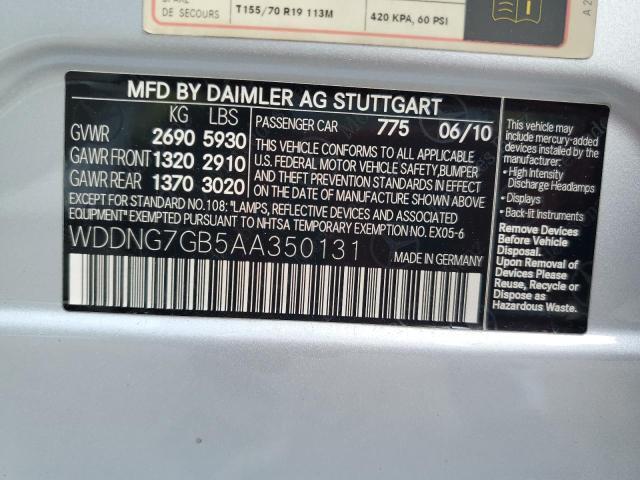 DE SECOURS T155/70 R19 113M 420 KPA, 60 PSI
MFD BY DAIMLER AG STUTTGART
KG LBS
GVWR 2690 5930
GAWR FRONT 1320 2910
GAWR REAR 1370 3020
PASSENGER CAR 775 06/10
THIS VEHICLE CONFORMS TO ALL APPLICABLE
U.S. FEDERAL MOTOR VEHICLE SAFETY,BUMPER
AND THEFT PREVENTION STANDARDS IN EFFECT
ON THE DATE OF MANUFACTURE SHOWN ABOVE.
EXCEPT FOR STANDARD NO. 108: "LAMPS, REFLECTIVE DEVICES AND ASSOCIATED
EQUIPMENT" EXEMPTED PURSUANT TO NHTSA TEMPORARY EXEMPTION NO. EX05-6
WDDNG7GB5AA350131
MADE IN GERMANY
This vehicle may
include mercury-added
devices installed by the
manufacturer:
- High Intensity
Discharge Headlamps
- Displays
- Back-lit Instruments
Remove Devices
Before Vehicle
Disposal.
Upon Removal of
Devices Please
Reuse, Recycle or
Dispose as
Hazardous Waste.